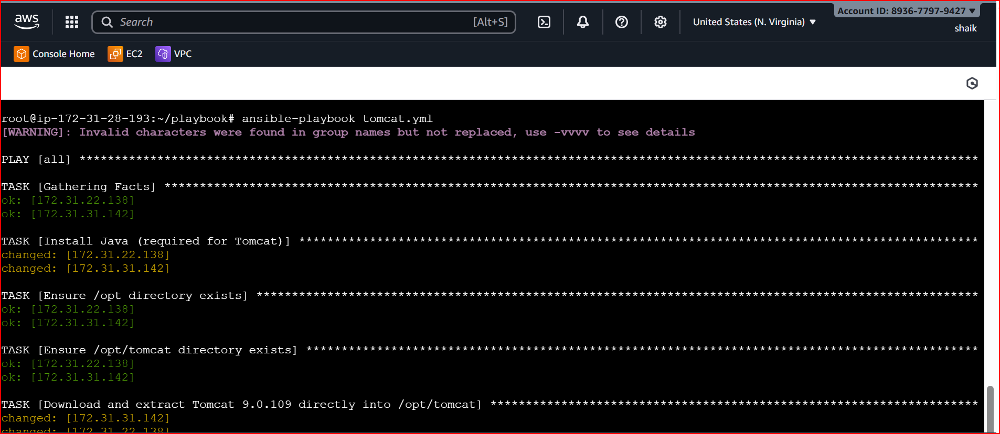 aws
Search [Alt+S]
United States (N. Virginia) ▼
Account ID: 8936-7797-9427 ▼
shaik
Console Home EC2 VPC
root@ip-172-31-28-193:~/playbook# ansible-playbook tomcat.yml
[WARNING]: Invalid characters were found in group names but not replaced, use -vvvv to see details
PLAY [all] *******************************************************************************************************************************
TASK [Gathering Facts] *******************************************************************************************************************
ok: [172.31.22.138]
ok: [172.31.31.142]
TASK [Install Java (required for Tomcat)] ************************************************************************************************
changed: [172.31.22.138]
changed: [172.31.31.142]
TASK [Ensure /opt directory exists] ******************************************************************************************************
ok: [172.31.22.138]
ok: [172.31.31.142]
TASK [Ensure /opt/tomcat directory exists] ***********************************************************************************************
ok: [172.31.22.138]
ok: [172.31.31.142]
TASK [Download and extract Tomcat 9.0.109 directly into /opt/tomcat] *********************************************************************
changed: [172.31.31.142]
changed: [172.31.22.138]